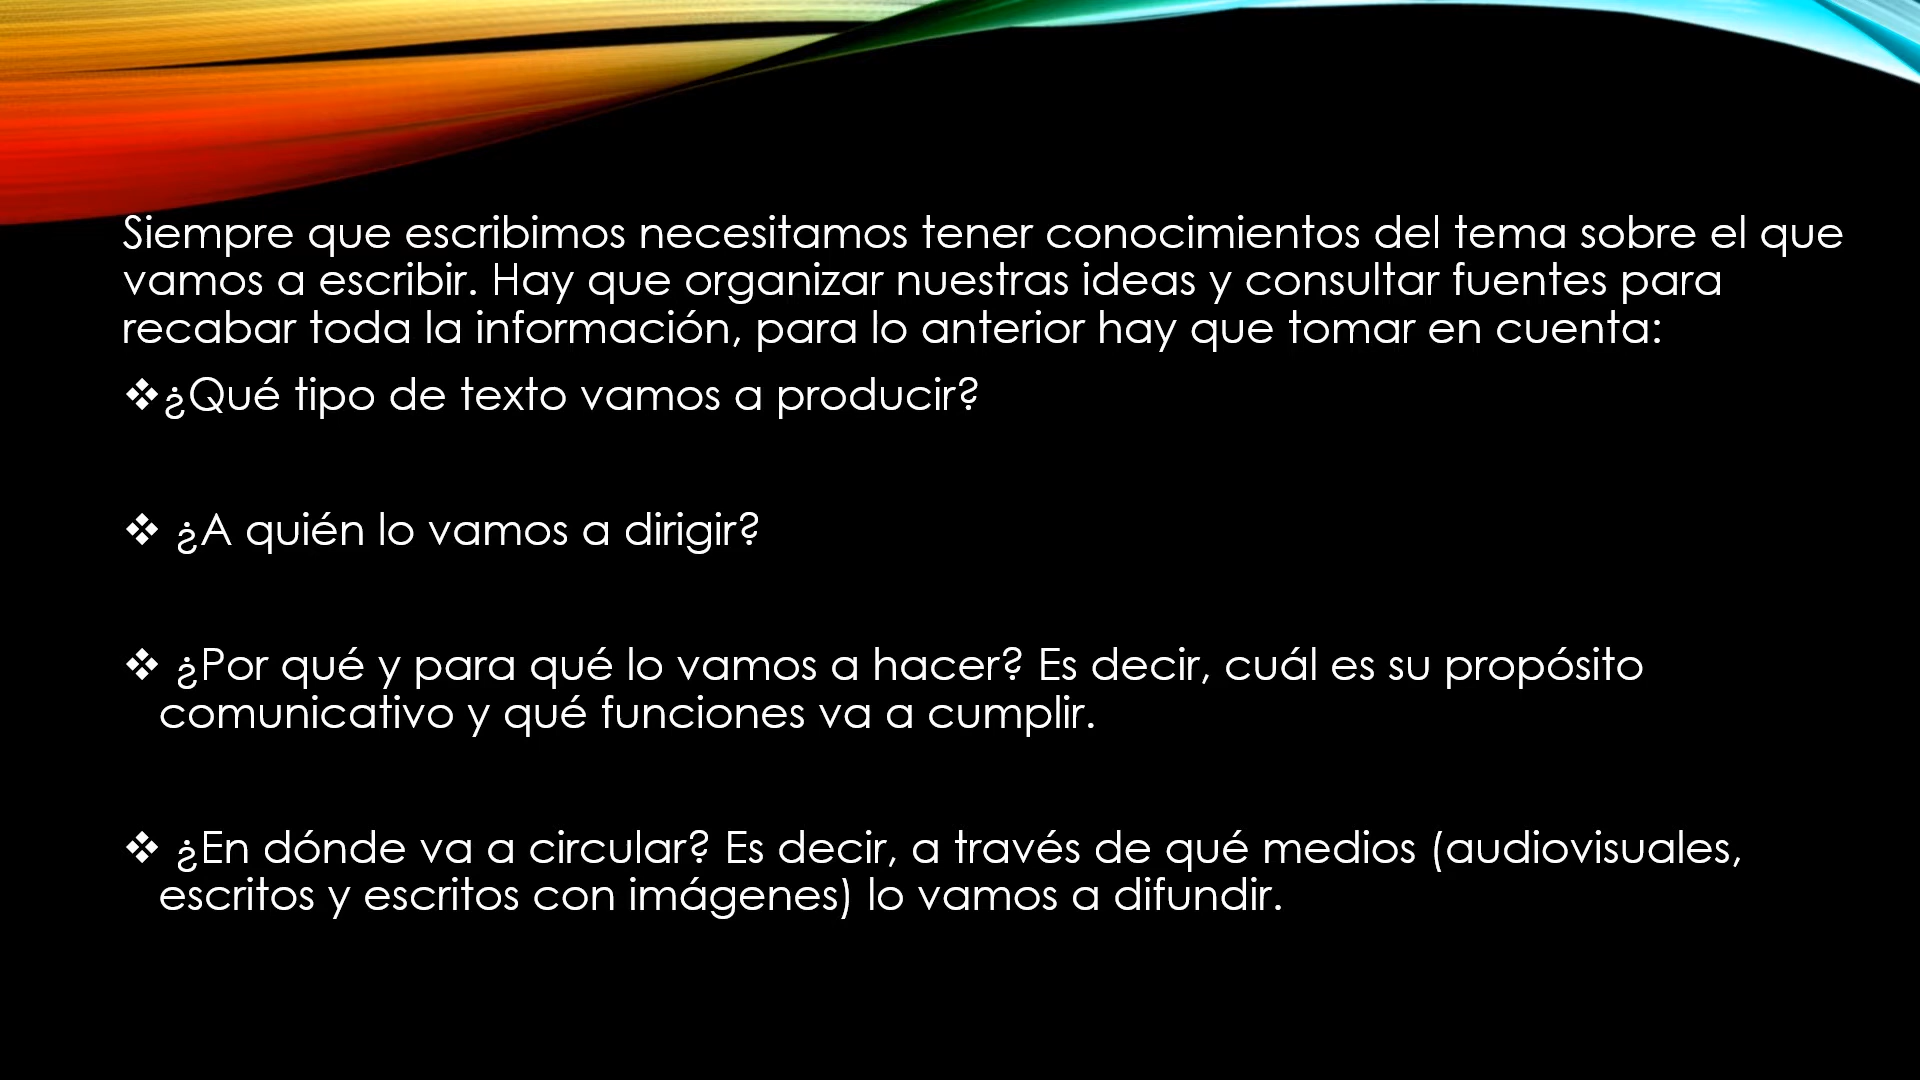 Siempre que escribimos necesitamos tener conocimientos del tema sobre el que
vamos a escribir. Hay que organizar nuestras ideas y consultar fuentes para
recabar toda la información, para lo anterior hay que tomar en cuenta:
❖¿Qué tipo de texto vamos a producir?
❖ ¿A quién lo vamos a dirigir?
❖ ¿Por qué y para qué lo vamos a hacer? Es decir, cuál es su propósito
comunicativo y qué funciones va a cumplir.
❖ ¿En dónde va a circular? Es decir, a través de qué medios (audiovisuales,
escritos y escritos con imágenes) lo vamos a difundir.